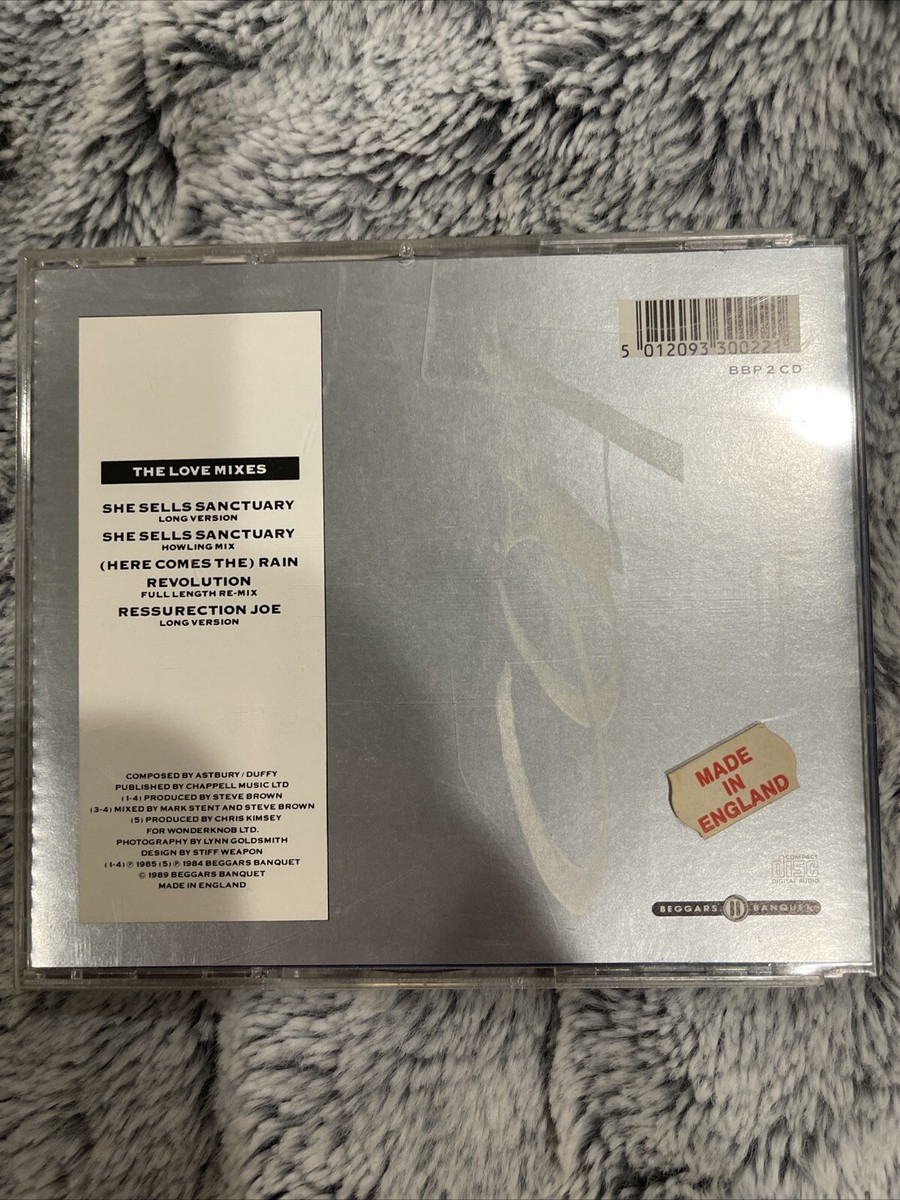 THE LOVE MIXES
SHE SELLS SANCTUARY
LONG VERSION
SHE SELLS SANCTUARY
HOWLING MIX
(HERE COMES THE) RAIN
REVOLUTION
FULL LENGTH RE-MIX
RESSURECTION JOE
LONG VERSION
COMPOSED BY ASTBURY / DUFFY
PUBLISHED BY CHAPPELL MUSIC LTD
(1-4) PRODUCED BY STEVE BROWN
(3-4) MIXED BY MARK STENT AND STEVE BROWN
(5) PRODUCED BY CHRIS KIMSEY
FOR WONDERKNOB LTD.
PHOTOGRAPHY BY LYNN GOLDSMITH
DESIGN BY STIFF WEAPON
(1-4) ℗ 1985 (5) ℗ 1984 BEGGARS BANQUET
© 1989 BEGGARS BANQUET
MADE IN ENGLAND
BBP 2 CD
MADE
IN
ENGLAND
COMPACT
disc
DIGITAL AUDIO
BEGGARS BB BANQUET